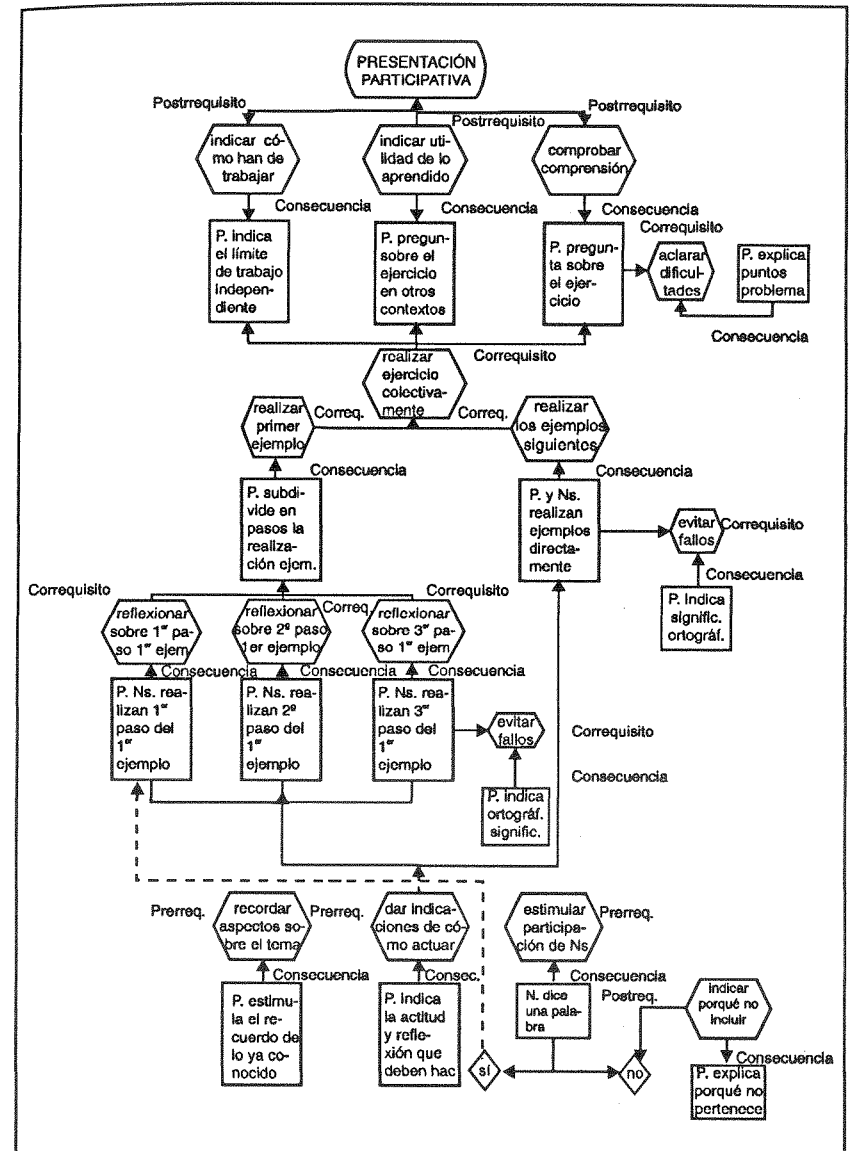 PRESENTACIÓN
PARTICIPATIVA
Postrrequisito
Postrrequisito
Postrrequisito
indicar có-
mo han de
trabajar
indicar uti-
lidad de lo
aprendido
comprobar
comprensión
Consecuencia
Consecuencia
Consecuencia
P. indica
el límite
de trabajo
indepen-
diente
P. pregun-
sobre el
ejercicio
en otros
contextos
P. pregun-
ta sobre
el ejer-
cicio
Correquisito
aclarar
dificul-
tades
P. explica
puntos
problema
Consecuencia
Correquisito
realizar
ejercicio
colectiva-
mente
realizar
primer
ejemplo
Correq.
Correq.
realizar
los ejemplos
siguientes
Consecuencia
Consecuencia
P. subdi-
vide en
pasos la
realiza-
ción ejem.
P. y Ns.
realizan
ejemplos
directa-
mente
evitar
fallos
Correquisito
Consecuencia
P. Indica
signific.
ortográf.
Correquisito
Correq.
Correquisito
reflexionar
sobre 1er pa-
so 1er ejem
reflexionar
sobre 2º paso
1er ejemplo
reflexionar
sobre 3er pa-
so 1er ejem
Consecuencia
Consecuencia
Consecuencia
P. Ns. rea-
lizan 1er
paso del
1er
ejemplo
P. Ns. rea-
lizan 2º
paso del
1er
ejemplo
P. Ns. rea-
lizan 3er
paso del
1er
ejemplo
evitar
fallos
Correquisito
Consecuencia
P. indica
ortográf.
signific.
Prerreq.
recordar
aspectos so-
bre el tema
Prerreq.
dar indica-
ciones de có-
mo actuar
estimular
participa-
ción de Ns
Prerreq.
Consecuencia
Consec.
Consecuencia
P. estimu-
la el re-
cuerdo de
lo ya co-
nocido
P. indica
la actitud
y refle-
xión que
deben hac
N. dice
una pala-
bra
Postreq.
indicar
porqué no
incluir
sí
no
Consecuencia
P. explica
porqué no
pertenece